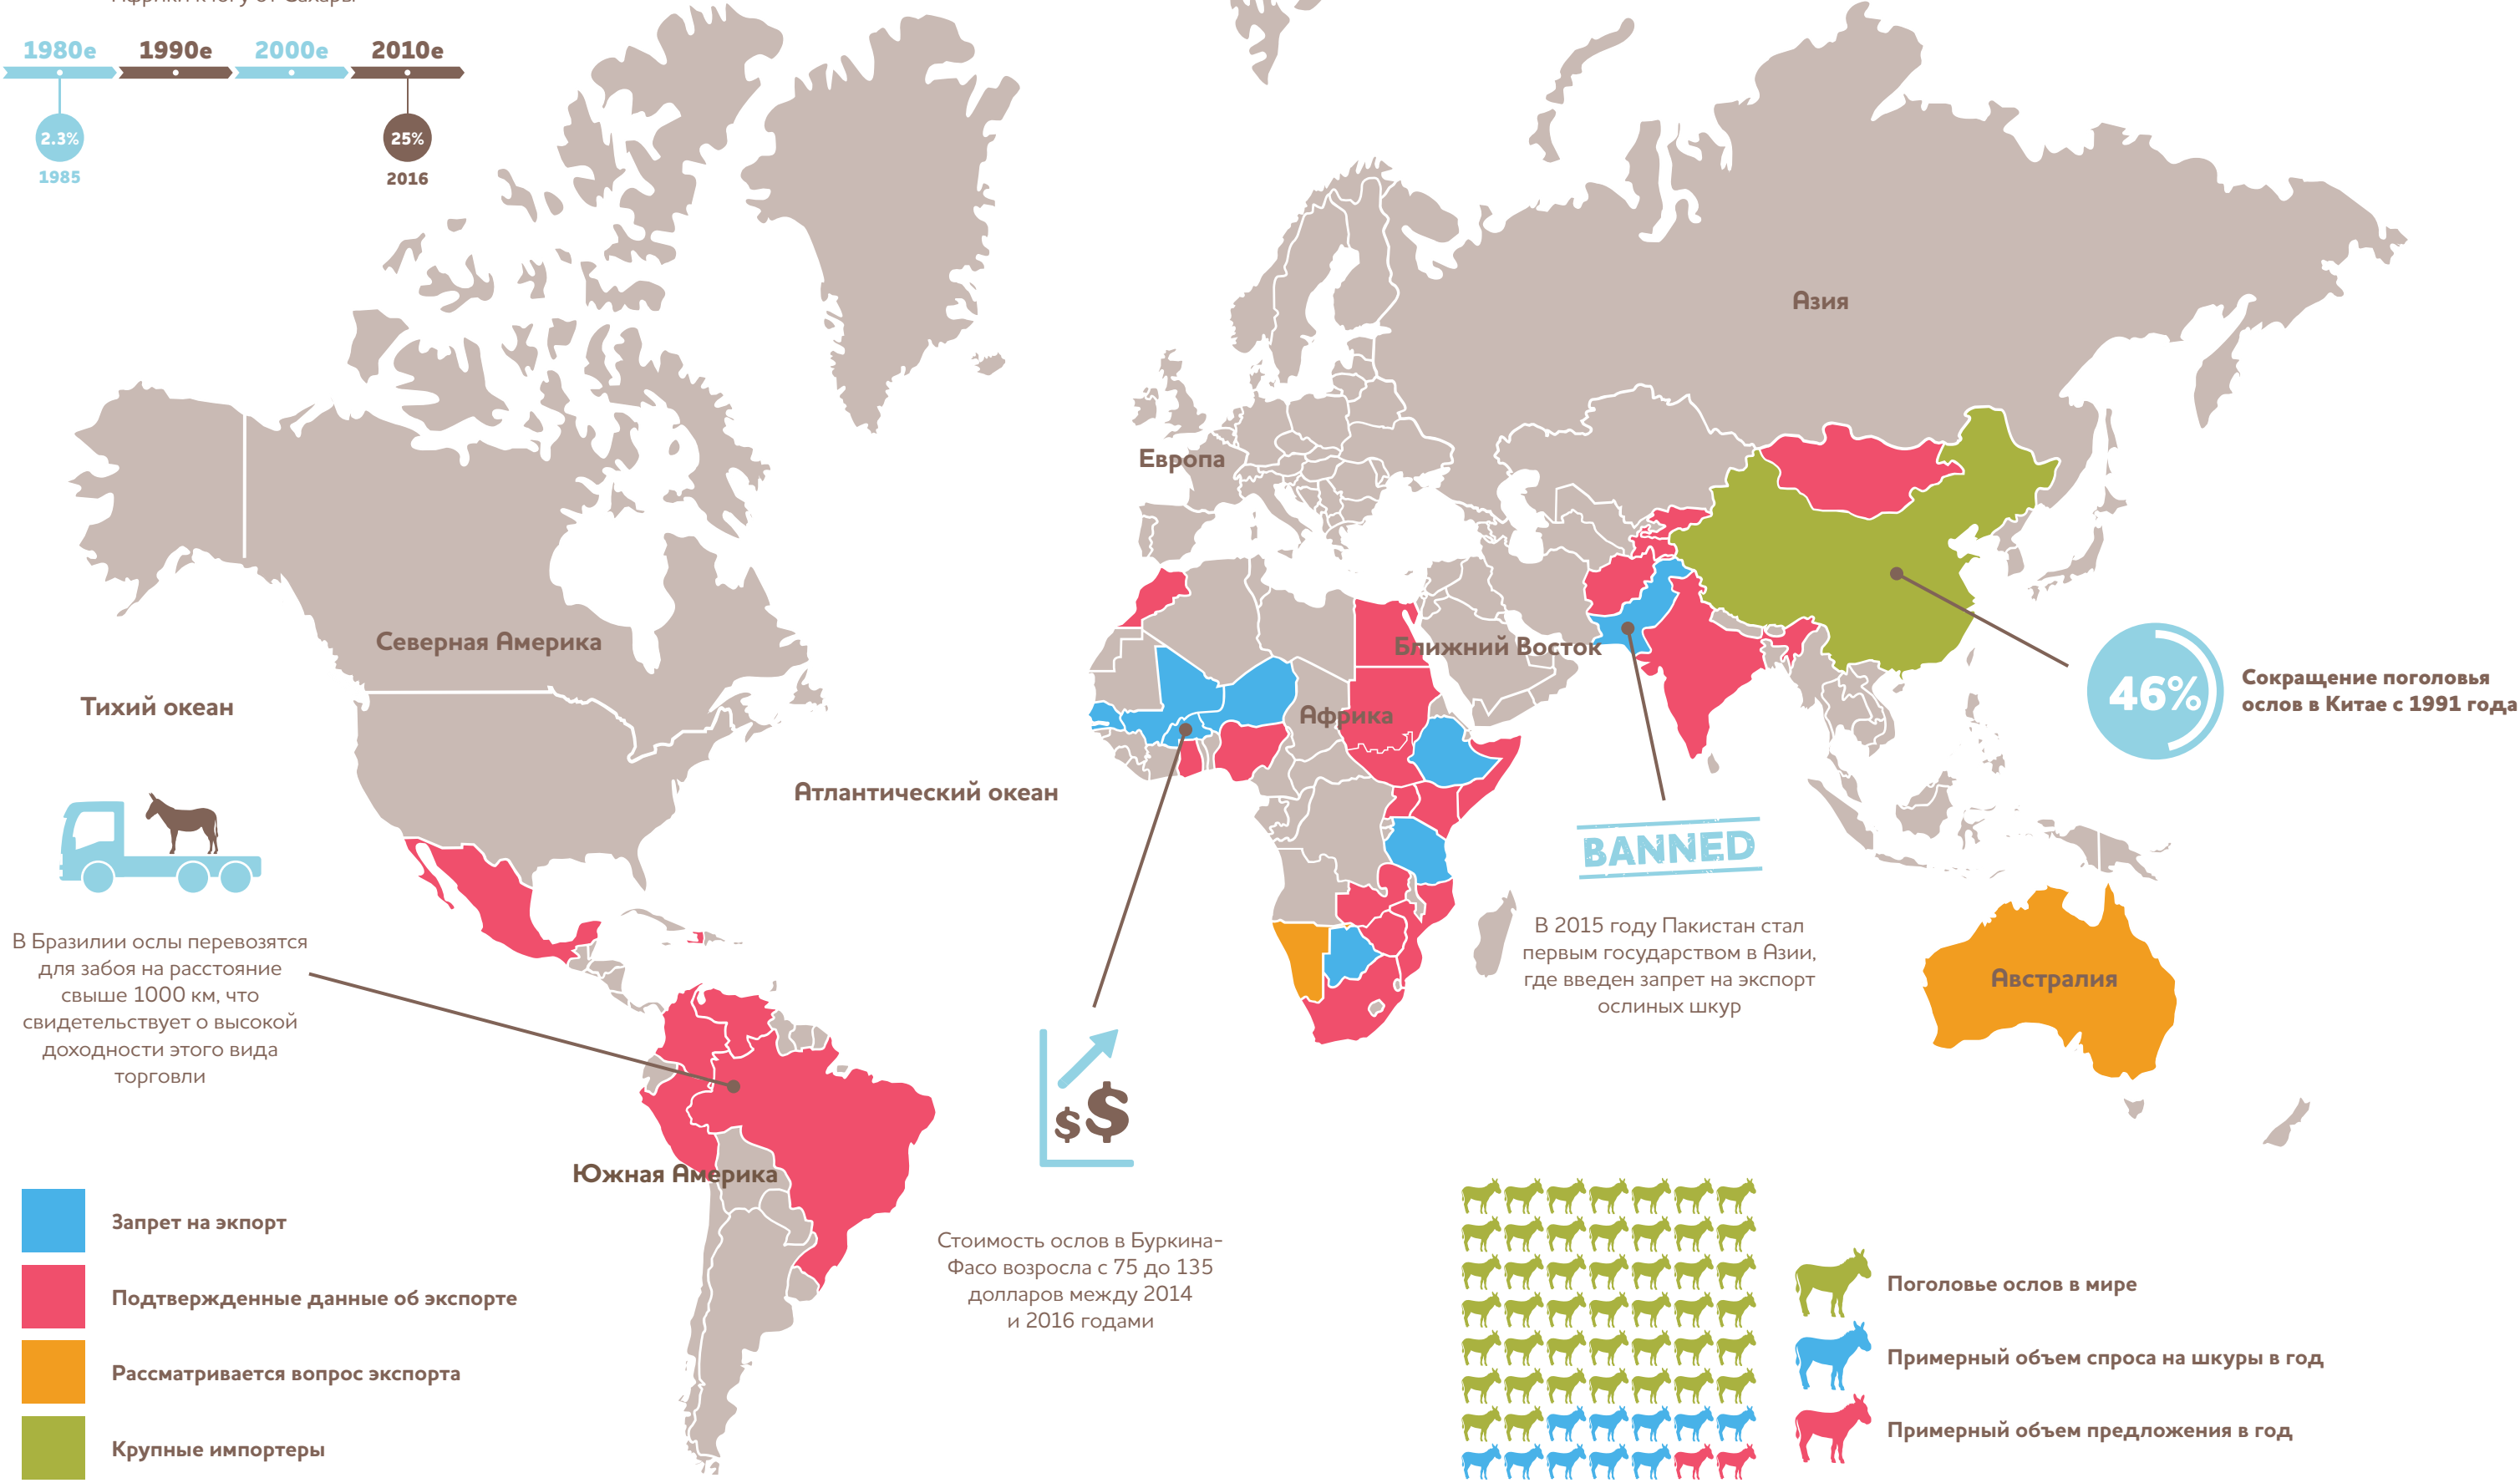 Африки к югу от Сахары
1980е 1990е 2000е 2010е
2.3% 25%
1985 2016
Азия
Европа
Северная Америка
Ближний Восток
Тихий океан
Африка
Атлантический океан
46%
Сокращение поголовья
ослов в Китае с 1991 года
BANNED
В 2015 году Пакистан стал
первым государством в Азии,
где введен запрет на экспорт
ослиных шкур
Австралия
В Бразилии ослы перевозятся
для забоя на расстояние
свыше 1000 км, что
свидетельствует о высокой
доходности этого вида
торговли
$$
Южная Америка
Стоимость ослов в Буркина-
Фасо возросла с 75 до 135
долларов между 2014
и 2016 годами
Запрет на экпорт
Подтвержденные данные об экспорте
Рассматривается вопрос экспорта
Крупные импортеры
Поголовье ослов в мире
Примерный объем спроса на шкуры в год
Примерный объем предложения в год